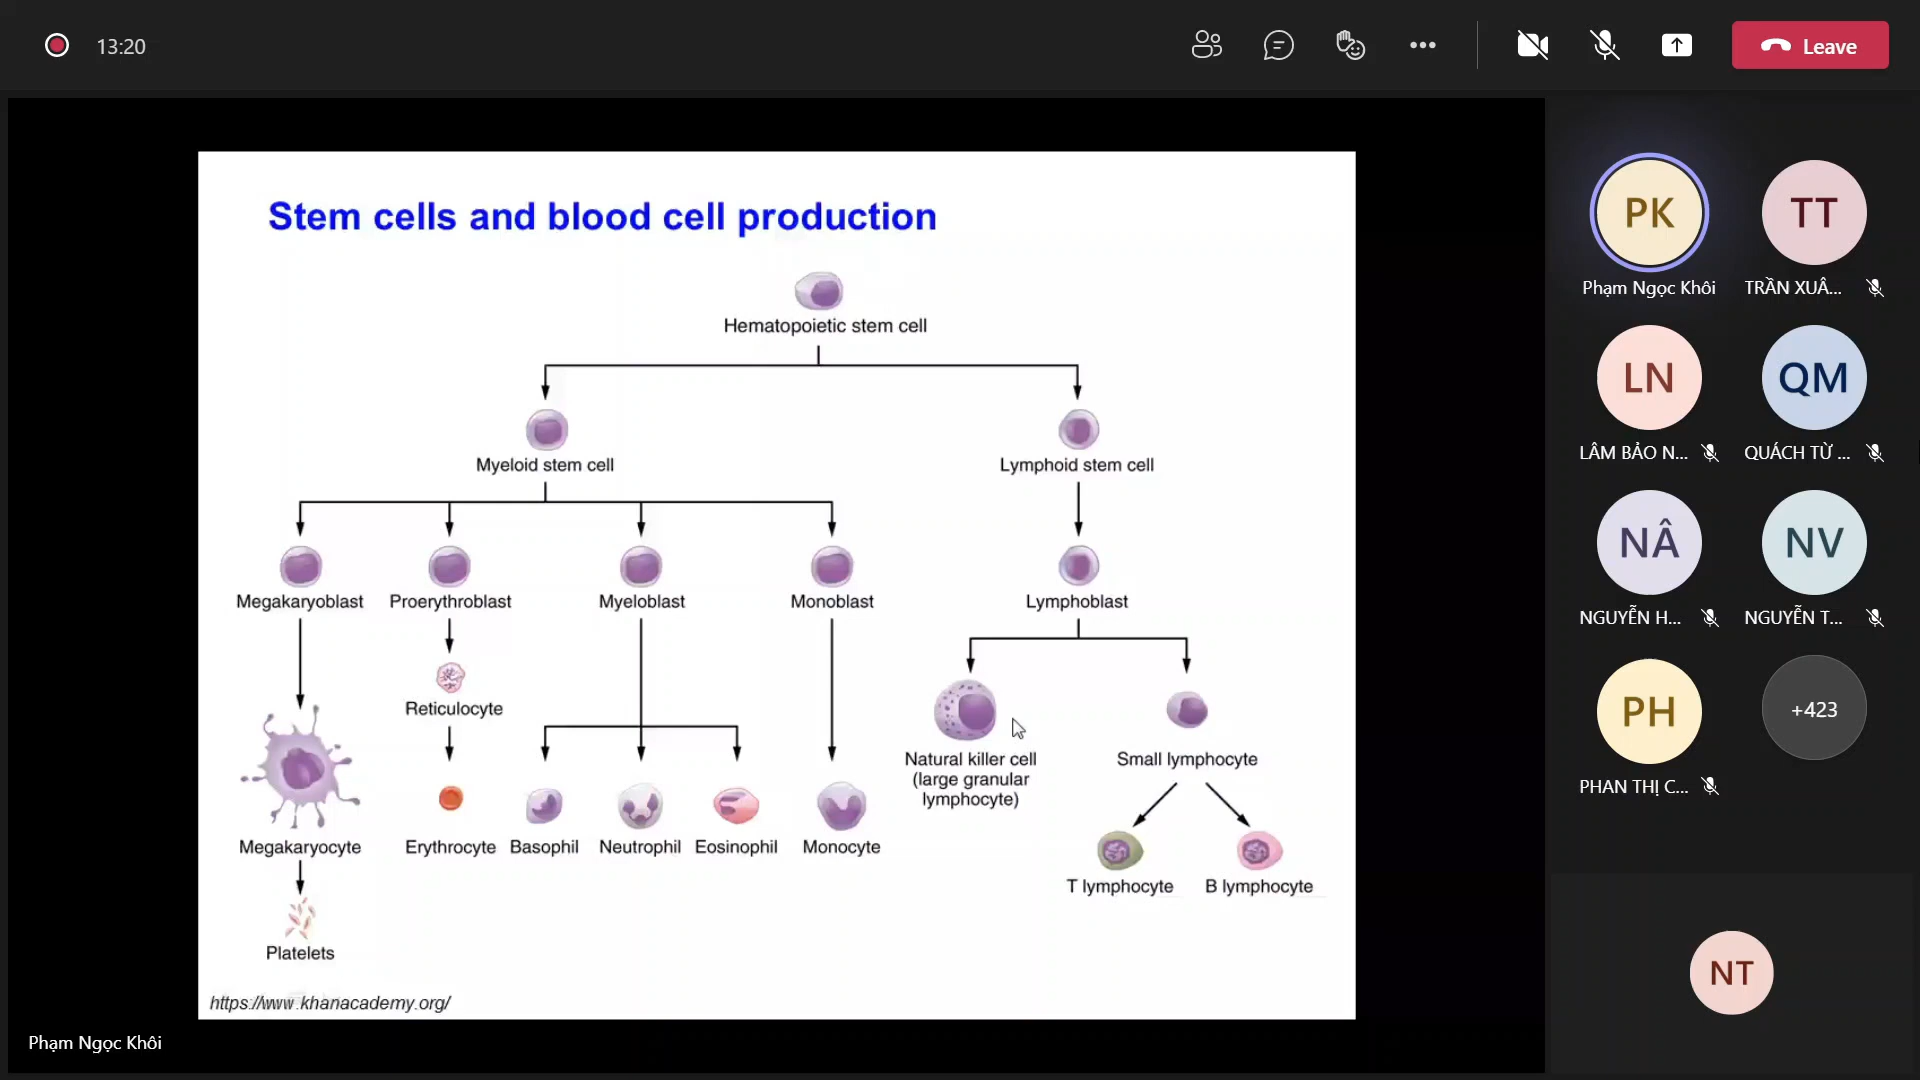 13:20
Leave
Stem cells and blood cell production
Hematopoietic stem cell
Myeloid stem cell
Lymphoid stem cell
Megakaryoblast
Proerythroblast
Myeloblast
Monoblast
Lymphoblast
Reticulocyte
Natural killer cell
(large granular
lymphocyte)
Small lymphocyte
Megakaryocyte
Erythrocyte
Basophil
Neutrophil
Eosinophil
Monocyte
T lymphocyte
B lymphocyte
Platelets
https://www.khanacademy.org/
Phạm Ngọc Khôi
PK
TT
Phạm Ngọc Khôi
TRẦN XUÂ...
LN
QM
LÂM BẢO N...
QUÁCH TỪ ...
NÂ
NV
NGUYỄN H...
NGUYỄN T...
PH
+423
PHAN THỊ C...
NT